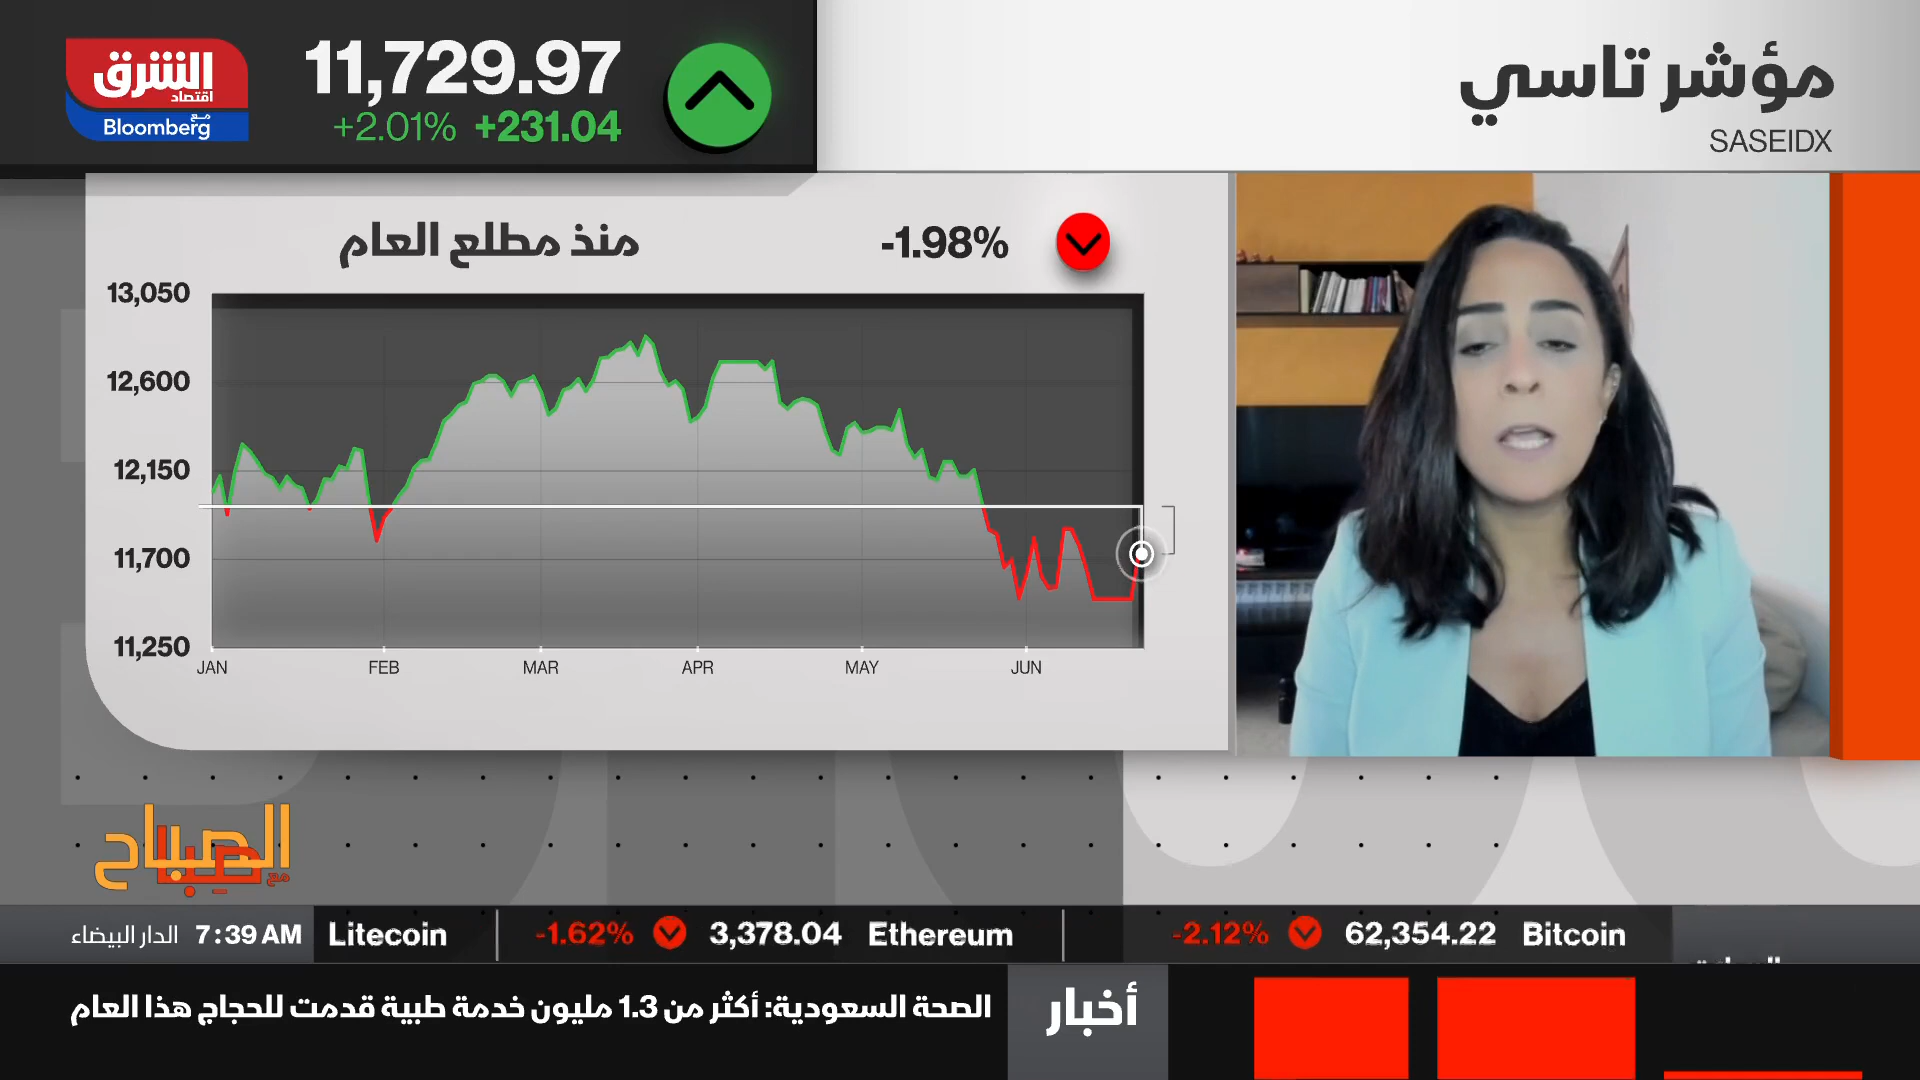 الشرق
اقتصاد
مع
Bloomberg
11,729.97
+2.01% +231.04
مؤشر تاسي
SASEIDX
منذ مطلع العام
-1.98%
13,050
12,600
12,150
11,700
11,250
JAN FEB MAR APR MAY JUN
الصباح
مع
صبا
الدار البيضاء 7:39 AM
Litecoin
-1.62% 3,378.04 Ethereum
-2.12% 62,354.22 Bitcoin
أخبار
الصحة السعودية: أكثر من 1.3 مليون خدمة طبية قدمت للحجاج هذا العام